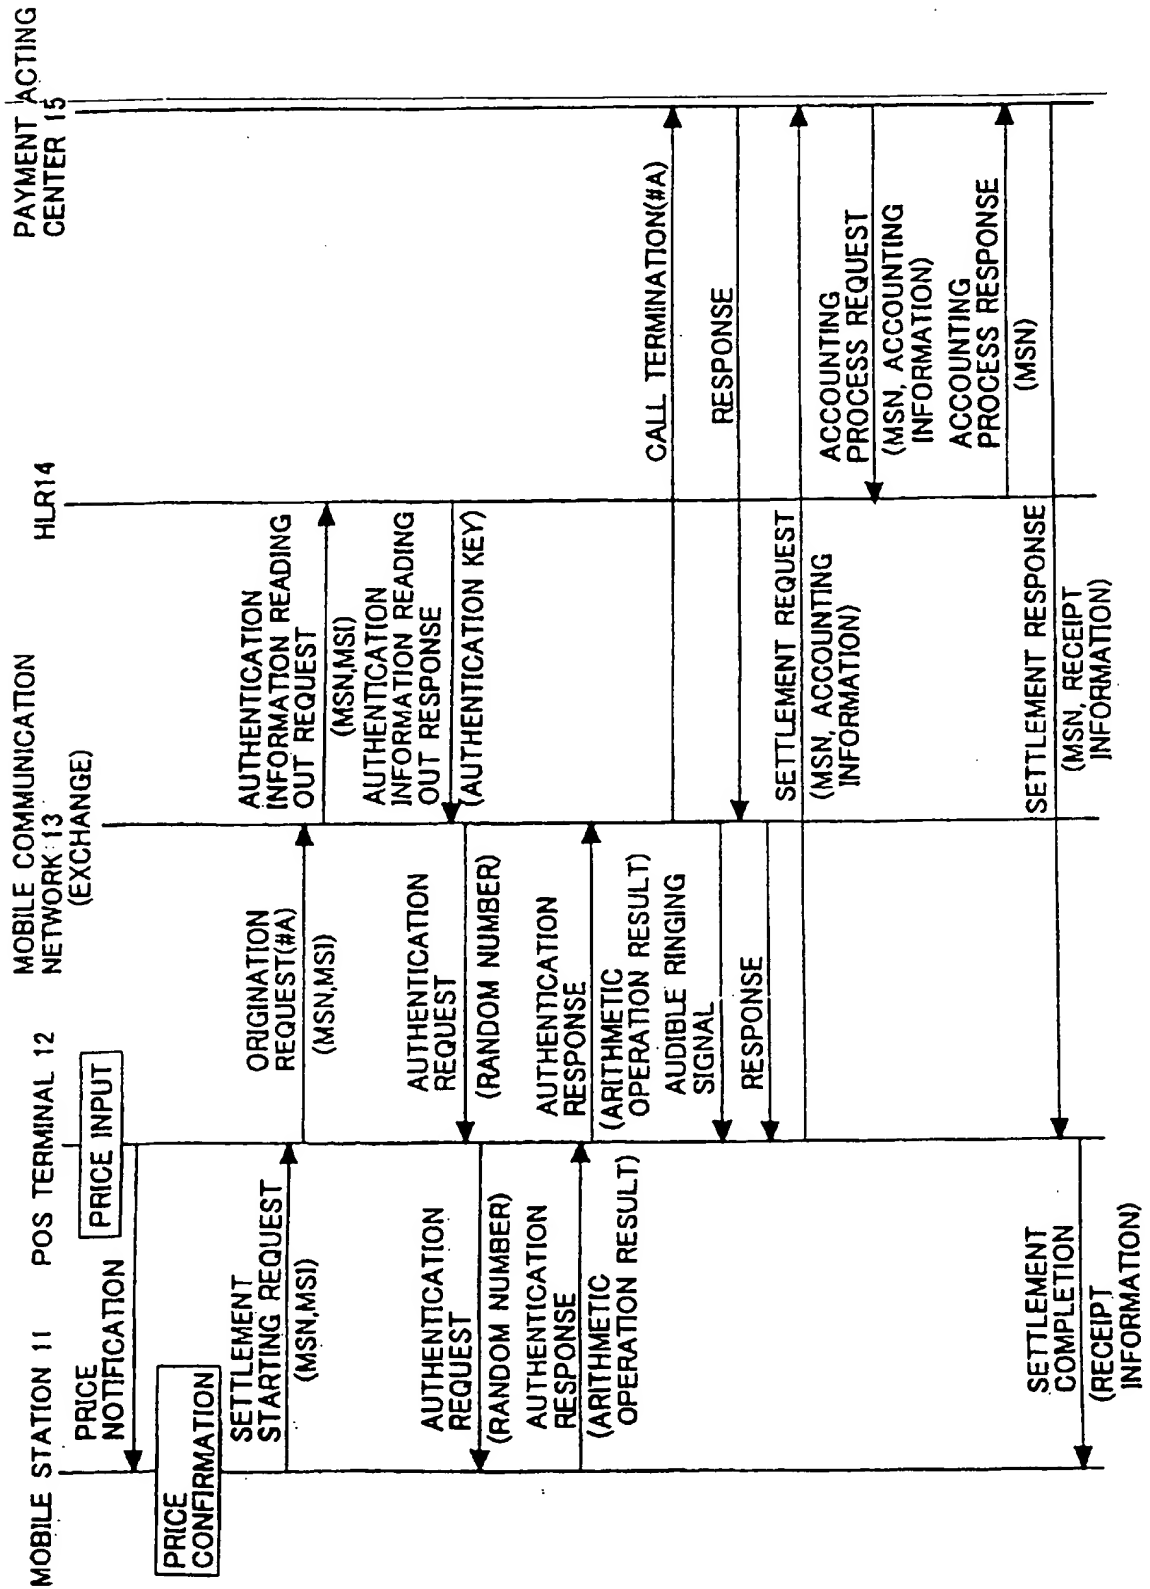 MOBILE STATION 11
POS TERMINAL 12
MOBILE COMMUNICATION
NETWORK 13
(EXCHANGE)
HLR14
PAYMENT ACTING
CENTER 15
PRICE INPUT
PRICE
NOTIFICATION
PRICE
CONFIRMATION
SETTLEMENT
STARTING REQUEST
(MSN,MSI)
ORIGINATION
REQUEST(#A)
(MSN,MSI)
AUTHENTICATION
INFORMATION READING
OUT REQUEST
(MSN,MSI)
AUTHENTICATION
INFORMATION READING
OUT RESPONSE
(AUTHENTICATION KEY)
AUTHENTICATION
REQUEST
(RANDOM NUMBER)
AUTHENTICATION
REQUEST
(RANDOM NUMBER)
AUTHENTICATION
RESPONSE
(ARITHMETIC
OPERATION RESULT)
AUTHENTICATION
RESPONSE
(ARITHMETIC
OPERATION RESULT)
CALL TERMINATION(#A)
AUDIBLE RINGING
SIGNAL
RESPONSE
RESPONSE
SETTLEMENT REQUEST
(MSN, ACCOUNTING
INFORMATION)
ACCOUNTING
PROCESS REQUEST
(MSN, ACCOUNTING
INFORMATION)
ACCOUNTING
PROCESS RESPONSE
(MSN)
SETTLEMENT RESPONSE
(MSN, RECEIPT
INFORMATION)
SETTLEMENT
COMPLETION
(RECEIPT
INFORMATION)